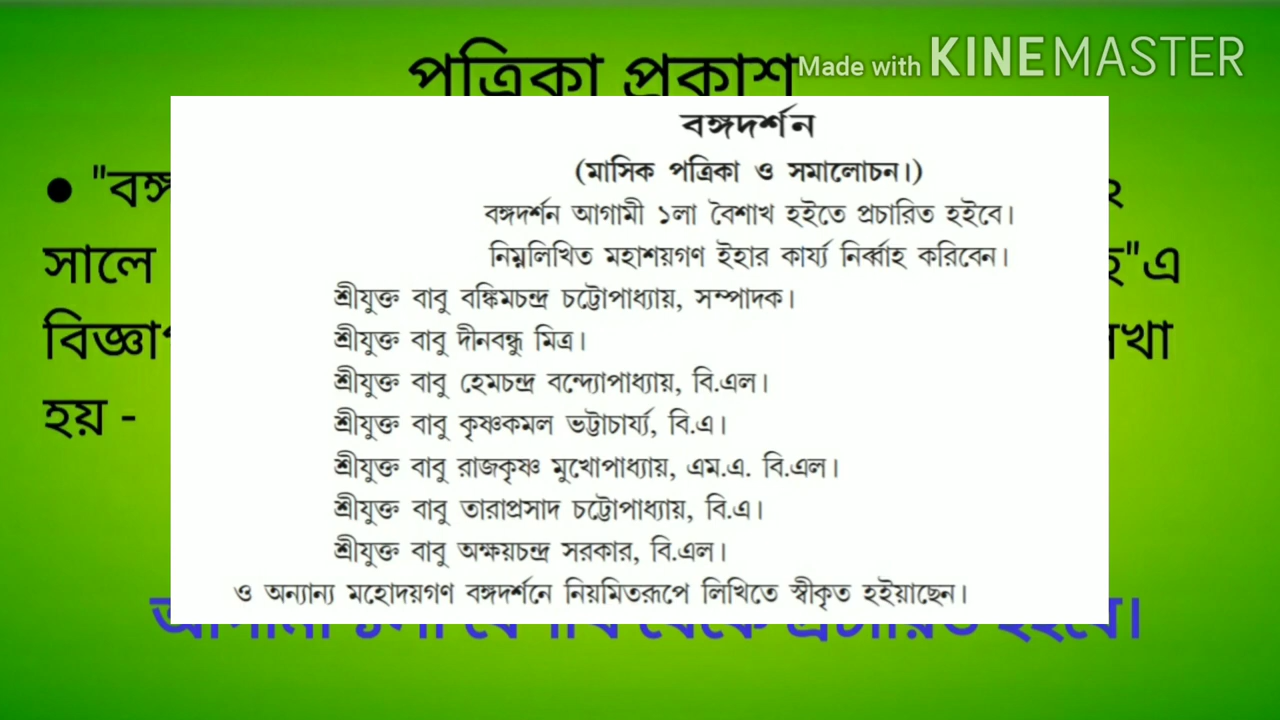 পত্রিকা প্রকাশ
Made with KINEMASTER
বঙ্গদর্শন
(মাসিক পত্রিকা ও সমালোচন।)
বঙ্গদর্শন আগামী ১লা বৈশাখ হইতে প্রচারিত হইবে।
নিম্নলিখিত মহাশয়গণ ইহার কার্য্য নির্ব্বাহ করিবেন।
শ্রীযুক্ত বাবু বঙ্কিমচন্দ্র চট্টোপাধ্যায়, সম্পাদক।
শ্রীযুক্ত বাবু দীনবন্ধু মিত্র।
শ্রীযুক্ত বাবু হেমচন্দ্র বন্দ্যোপাধ্যায়, বি.এল।
শ্রীযুক্ত বাবু কৃষ্ণকমল ভট্টাচার্য্য, বি.এ।
শ্রীযুক্ত বাবু রাজকৃষ্ণ মুখোপাধ্যায়, এম.এ. বি.এল।
শ্রীযুক্ত বাবু তারাপ্রসাদ চট্টোপাধ্যায়, বি.এ।
শ্রীযুক্ত বাবু অক্ষয়চন্দ্র সরকার, বি.এল।
ও অন্যান্য মহোদয়গণ বঙ্গদর্শনে নিয়মিতরূপে লিখিতে স্বীকৃত হইয়াছেন।
সালে
হয় -